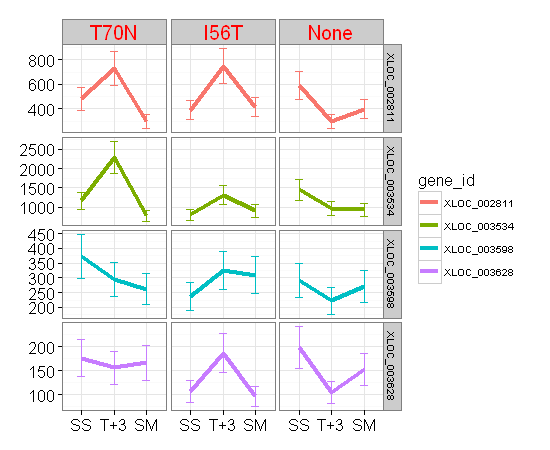 T70N I56T None
800
600
400
XLOC_002811
2500
2000
1500
1000
XLOC_003534
450
400
350
300
250
200
XLOC_003598
200
150
100
XLOC_003628
SS T+3 SM SS T+3 SM SS T+3 SM
gene_id
XLOC_002811
XLOC_003534
XLOC_003598
XLOC_003628